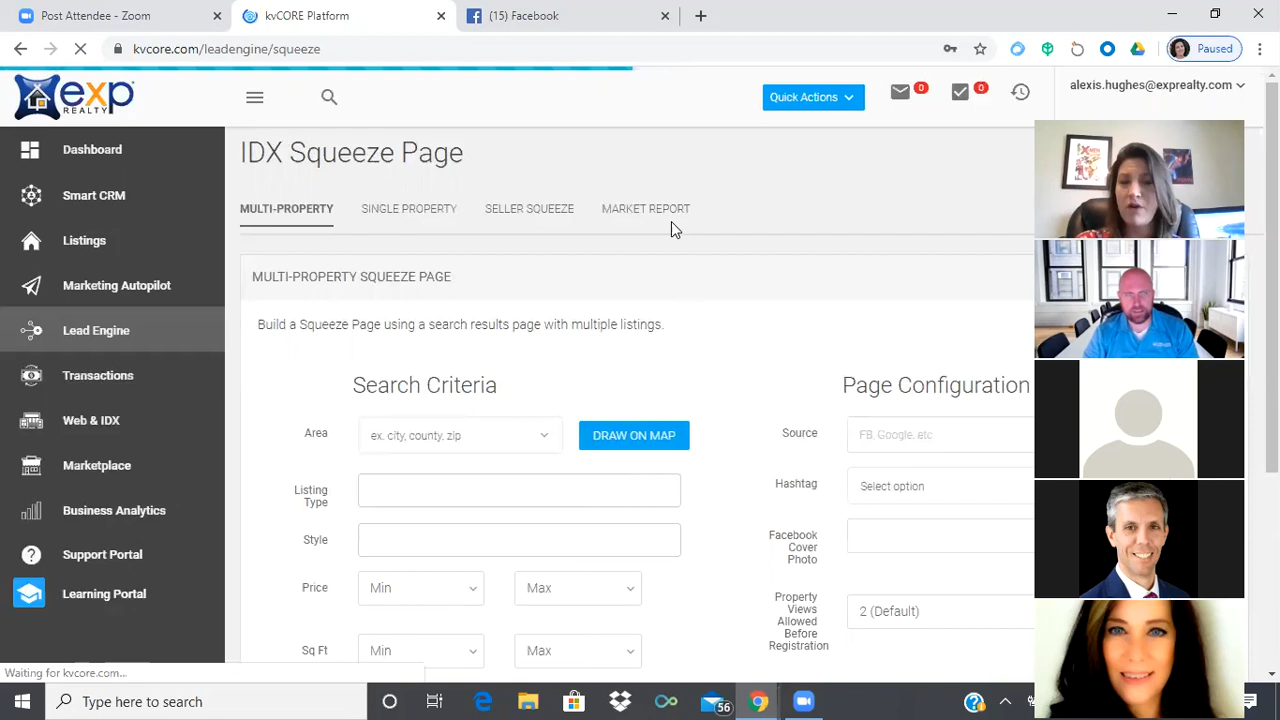 Post Attendee - Zoom
kvCORE Platform
(15) Facebook
kvcore.com/leadengine/squeeze
Paused
exp
REALTY
Quick Actions
0
0
alexis.hughes@exprealty.com
Dashboard
Smart CRM
Listings
Marketing Autopilot
Lead Engine
Transactions
Web & IDX
Marketplace
Business Analytics
Support Portal
Learning Portal
IDX Squeeze Page
MULTI-PROPERTY
SINGLE PROPERTY
SELLER SQUEEZE
MARKET REPORT
MULTI-PROPERTY SQUEEZE PAGE
Build a Squeeze Page using a search results page with multiple listings.
Search Criteria
Area
ex. city, county, zip
DRAW ON MAP
Listing
Type
Style
Price
Min
Max
Sq Ft
Min
Max
Page Configuration
Source
FB, Google, etc
Hashtag
Select option
Facebook
Cover
Photo
Property
Views
Allowed
Before
Registration
2 (Default)
Waiting for kvcore.com...
Type here to search
56